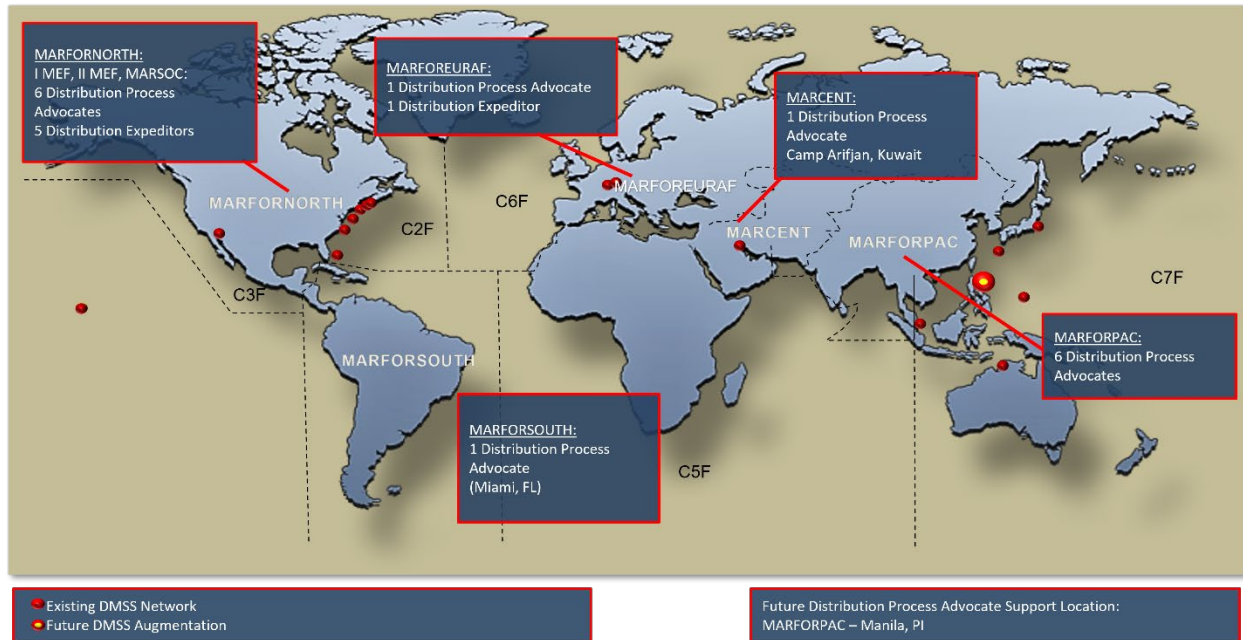 MARFORNORTH:
I MEF, II MEF, MARSOC:
6 Distribution Process
Advocates
5 Distribution Expeditors
MARFOREURAF:
1 Distribution Process Advocate
1 Distribution Expeditor
MARCENT:
1 Distribution Process
Advocate
Camp Arifjan, Kuwait
MARFORNORTH
C6F
MARFOREURAF
C2F
MARCENT
MARFORPAC
C7F
C3F
MARFORSOUTH
MARFORPAC:
6 Distribution Process
Advocates
MARFORSOUTH:
1 Distribution Process
Advocate
(Miami, FL)
C5F
Existing DMSS Network
Future DMSS Augmentation
Future Distribution Process Advocate Support Location:
MARFORPAC – Manila, PI